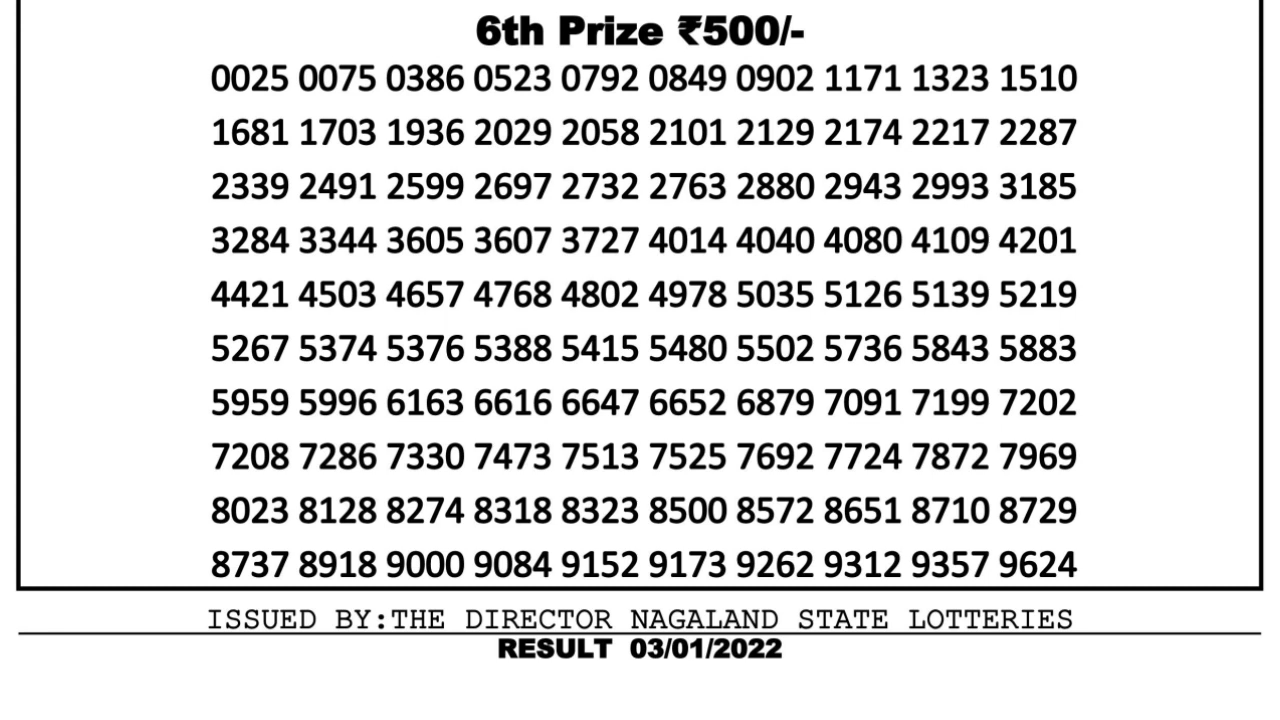 6th Prize ₹500/-
0025 0075 0386 0523 0792 0849 0902 1171 1323 1510
1681 1703 1936 2029 2058 2101 2129 2174 2217 2287
2339 2491 2599 2697 2732 2763 2880 2943 2993 3185
3284 3344 3605 3607 3727 4014 4040 4080 4109 4201
4421 4503 4657 4768 4802 4978 5035 5126 5139 5219
5267 5374 5376 5388 5415 5480 5502 5736 5843 5883
5959 5996 6163 6616 6647 6652 6879 7091 7199 7202
7208 7286 7330 7473 7513 7525 7692 7724 7872 7969
8023 8128 8274 8318 8323 8500 8572 8651 8710 8729
8737 8918 9000 9084 9152 9173 9262 9312 9357 9624
ISSUED BY:THE DIRECTOR NAGALAND STATE LOTTERIES
RESULT 03/01/2022